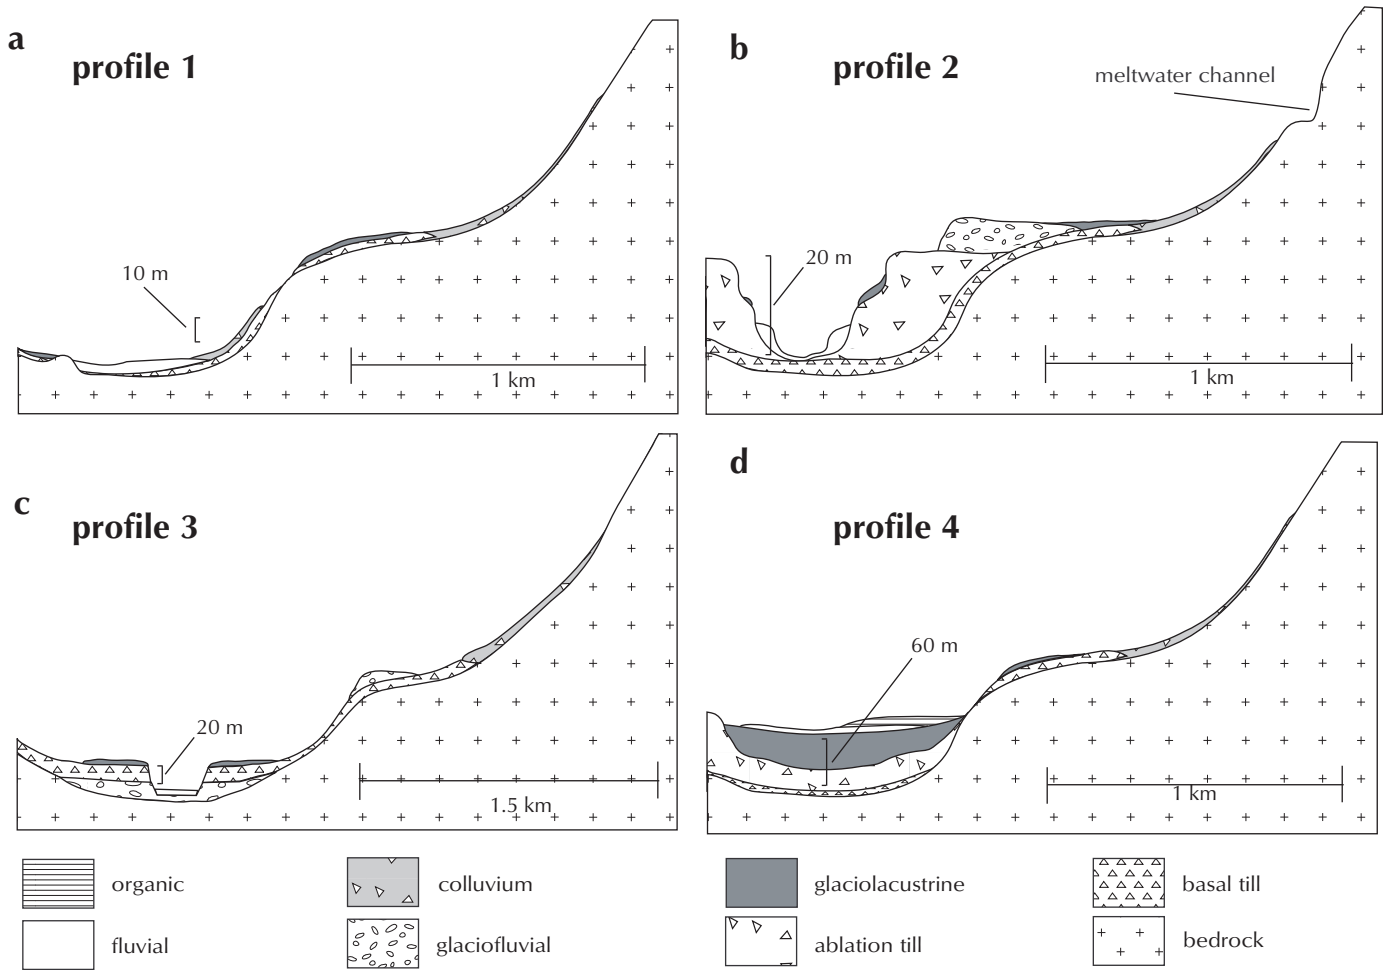 a
profile 1
10 m
1 km
b
profile 2
meltwater channel
20 m
1 km
c
profile 3
20 m
1.5 km
d
profile 4
60 m
1 km
organic
colluvium
glaciolacustrine
basal till
fluvial
glaciofluvial
ablation till
bedrock